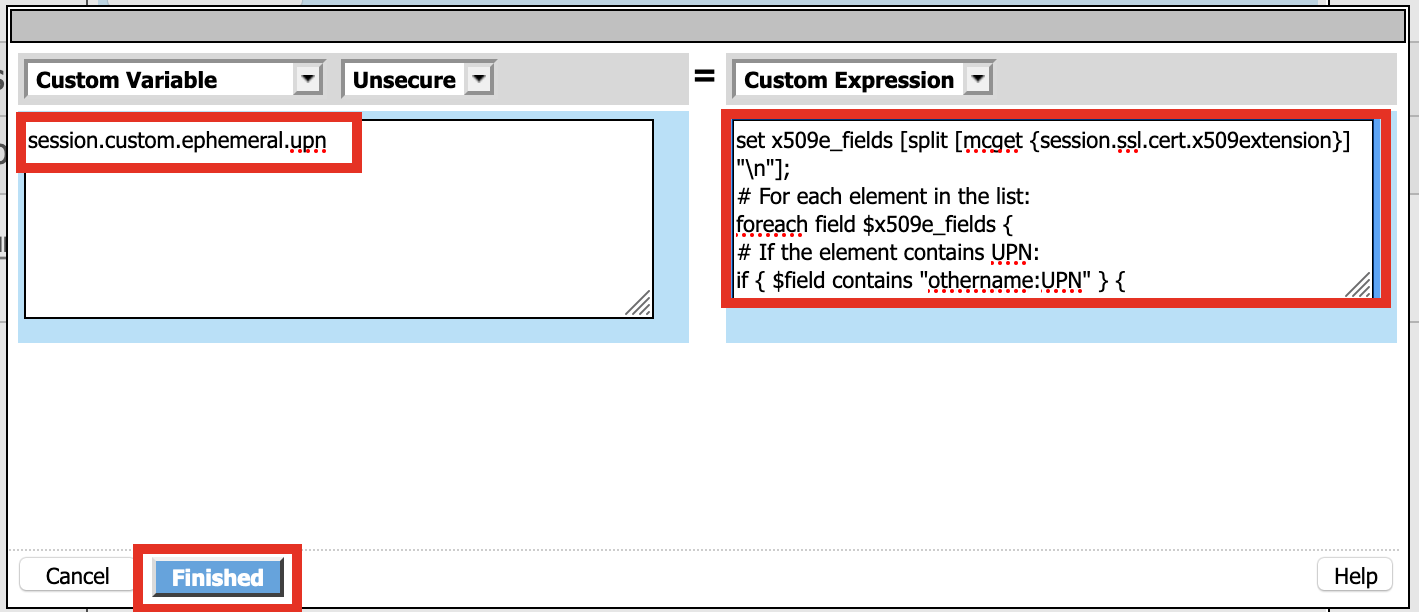 Custom Variable Unsecure = Custom Expression
session.custom.ephemeral.upn
set x509e_fields [split [mcget {session.ssl.cert.x509extension}]
"\n"];
# For each element in the list:
foreach field $x509e_fields {
# If the element contains UPN:
if { $field contains "othername:UPN" } {
Cancel Finished Help